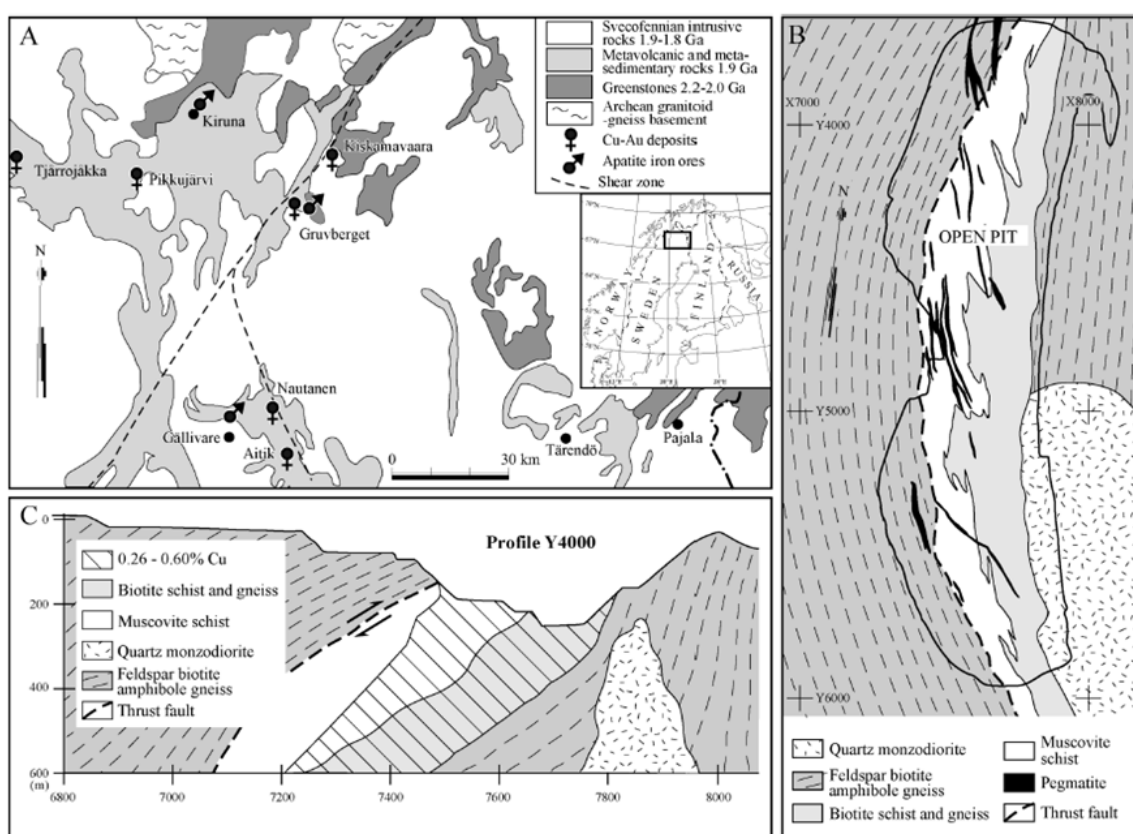 A
Svecofennian intrusive
rocks 1.9-1.8 Ga
Metavolcanic and meta-
sedimentary rocks 1.9 Ga
Greenstones 2.2-2.0 Ga
Archean granitoid
-gneiss basement
Cu-Au deposits
Apatite iron ores
Shear zone
Kiruna
Kiskamavaara
Tjårrojåkka
Pikkujärvi
Gruvberget
N
NORWAY
SWEDEN
FINLAND
RUSSIA
Nautanen
Gällivare
Aitik
Tärendö
Pajala
0 30 km
B
X7000
X8000
Y4000
N
OPEN PIT
Y5000
Y6000
Quartz monzodiorite
Feldspar biotite
amphibole gneiss
Biotite schist and gneiss
Muscovite
schist
Pegmatite
Thrust fault
C
Profile Y4000
0
200
400
600
(m)
0.26 - 0.60% Cu
Biotite schist and gneiss
Muscovite schist
Quartz monzodiorite
Feldspar biotite
amphibole gneiss
Thrust fault
6800 7000 7200 7400 7600 7800 8000